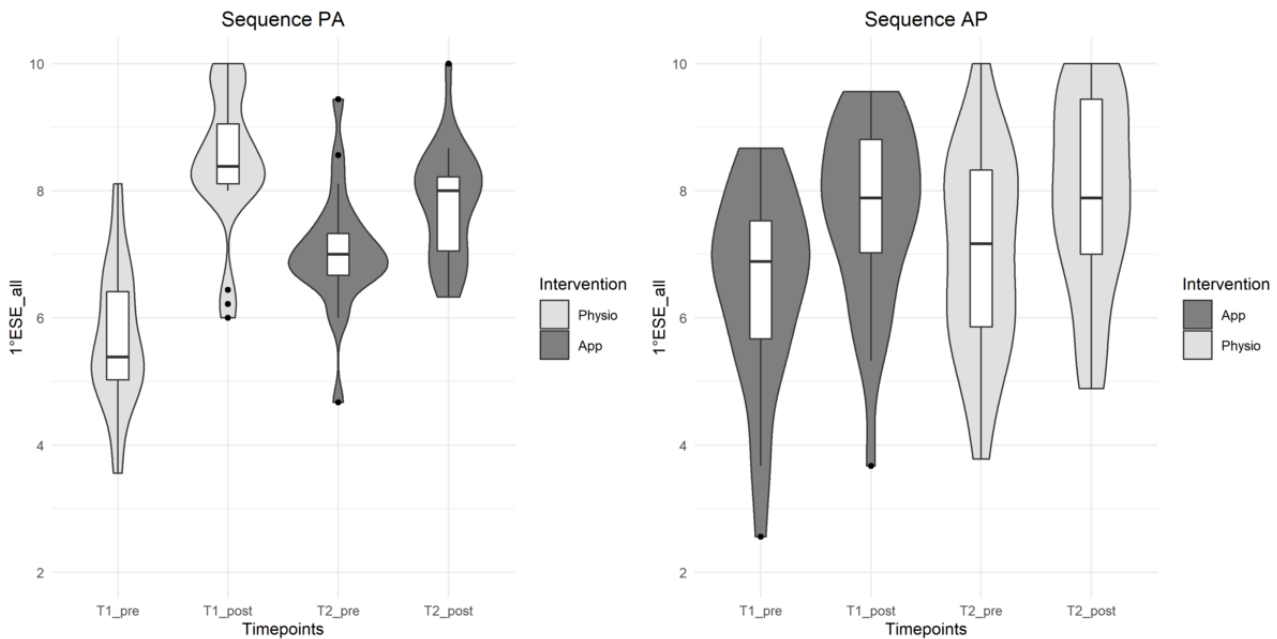 Sequence PA
10
8
6
4
2
1°ESE_all
T1_pre
T1_post
T2_pre
T2_post
Timepoints
Intervention
Physio
App
Sequence AP
10
8
6
4
2
1°ESE_all
T1_pre
T1_post
T2_pre
T2_post
Timepoints
Intervention
App
Physio